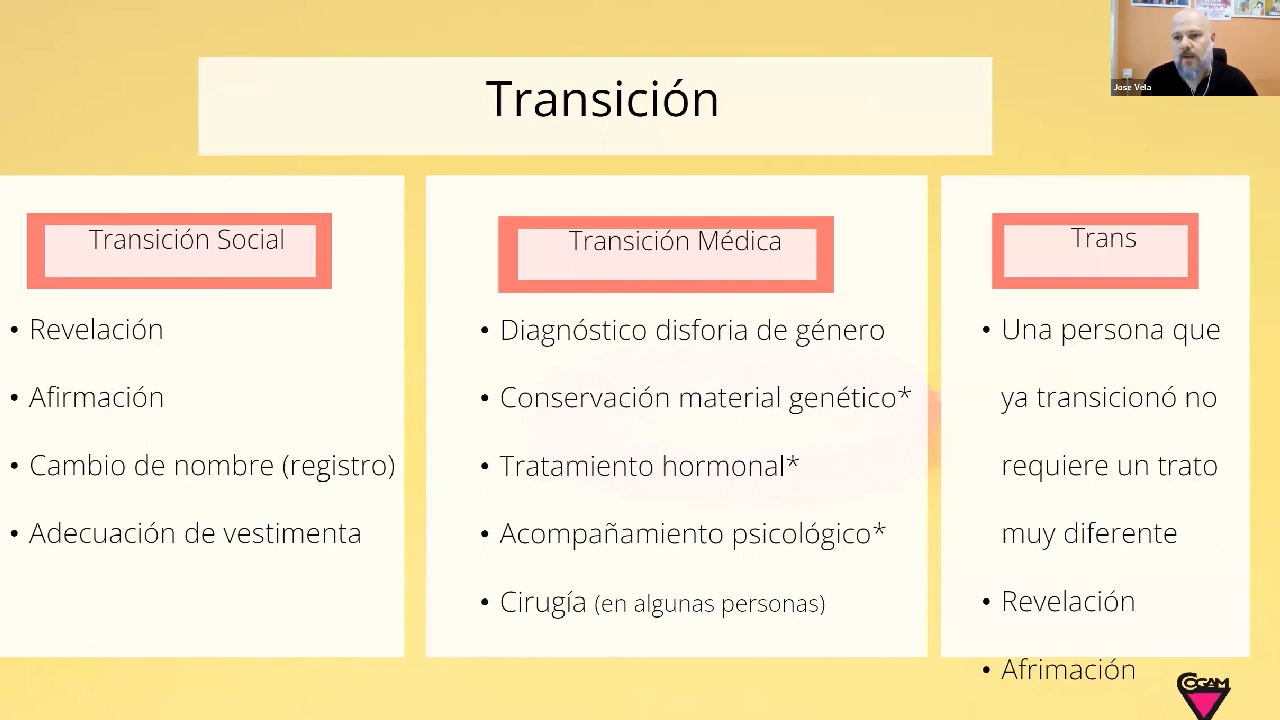 Transición
Jose Vela
Transición Social
• Revelación
• Afirmación
• Cambio de nombre (registro)
• Adecuación de vestimenta
Transición Médica
• Diagnóstico disforia de género
• Conservación material genético*
• Tratamiento hormonal*
• Acompañamiento psicológico*
• Cirugía (en algunas personas)
Trans
• Una persona que
ya transicionó no
requiere un trato
muy diferente
• Revelación
• Afrimación
COGAM